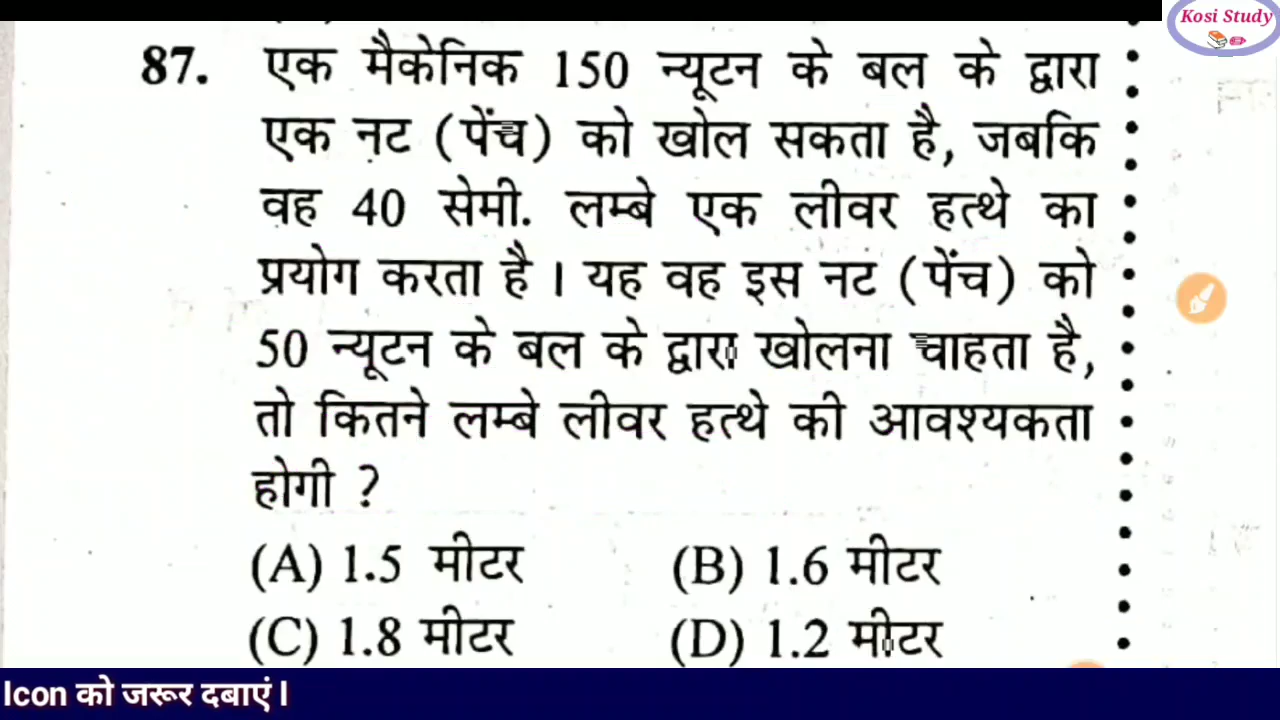 Kosi Study
87. एक मैकेनिक 150 न्यूटन के बल के द्वारा
एक नट (पेंच) को खोल सकता है, जबकि
वह 40 सेमी. लम्बे एक लीवर हत्थे का
प्रयोग करता है । यह वह इस नट (पेंच) को
50 न्यूटन के बल के द्वारा खोलना चाहता है,
तो कितने लम्बे लीवर हत्थे की आवश्यकता
होगी ?
(A) 1.5 मीटर (B) 1.6 मीटर
(C) 1.8 मीटर (D) 1.2 मीटर
Icon को जरूर दबाएं ।